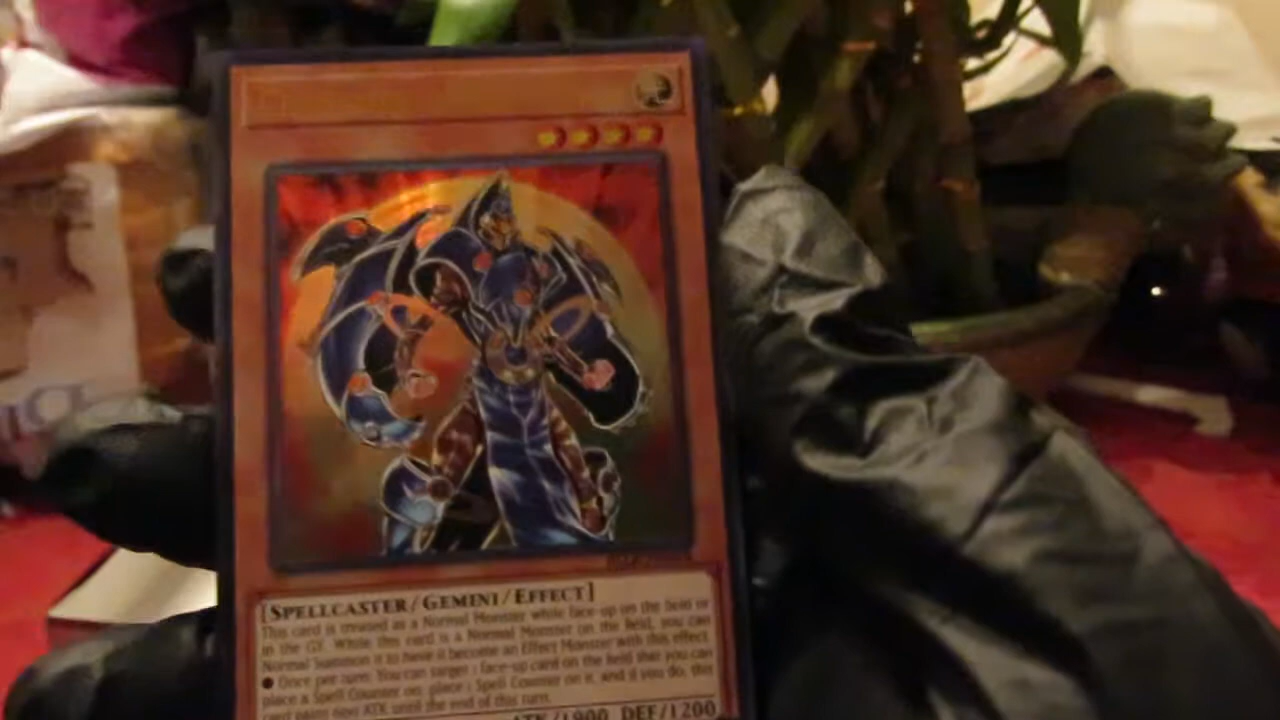 [SPELLCASTER/GEMINI/EFFECT]
This card is treated as a Normal Monster while face-up on the field or
in the GY. While this card is a Normal Monster on the field, you can
Normal Summon it to have it become an Effect Monster with this effect.
● Once per turn: You can target 1 face-up card on the field that you can
place a Spell Counter on; place 1 Spell Counter on it, and if you do, this
card gains ATK until the end of this turn.
ATK/1900 DEF/1200